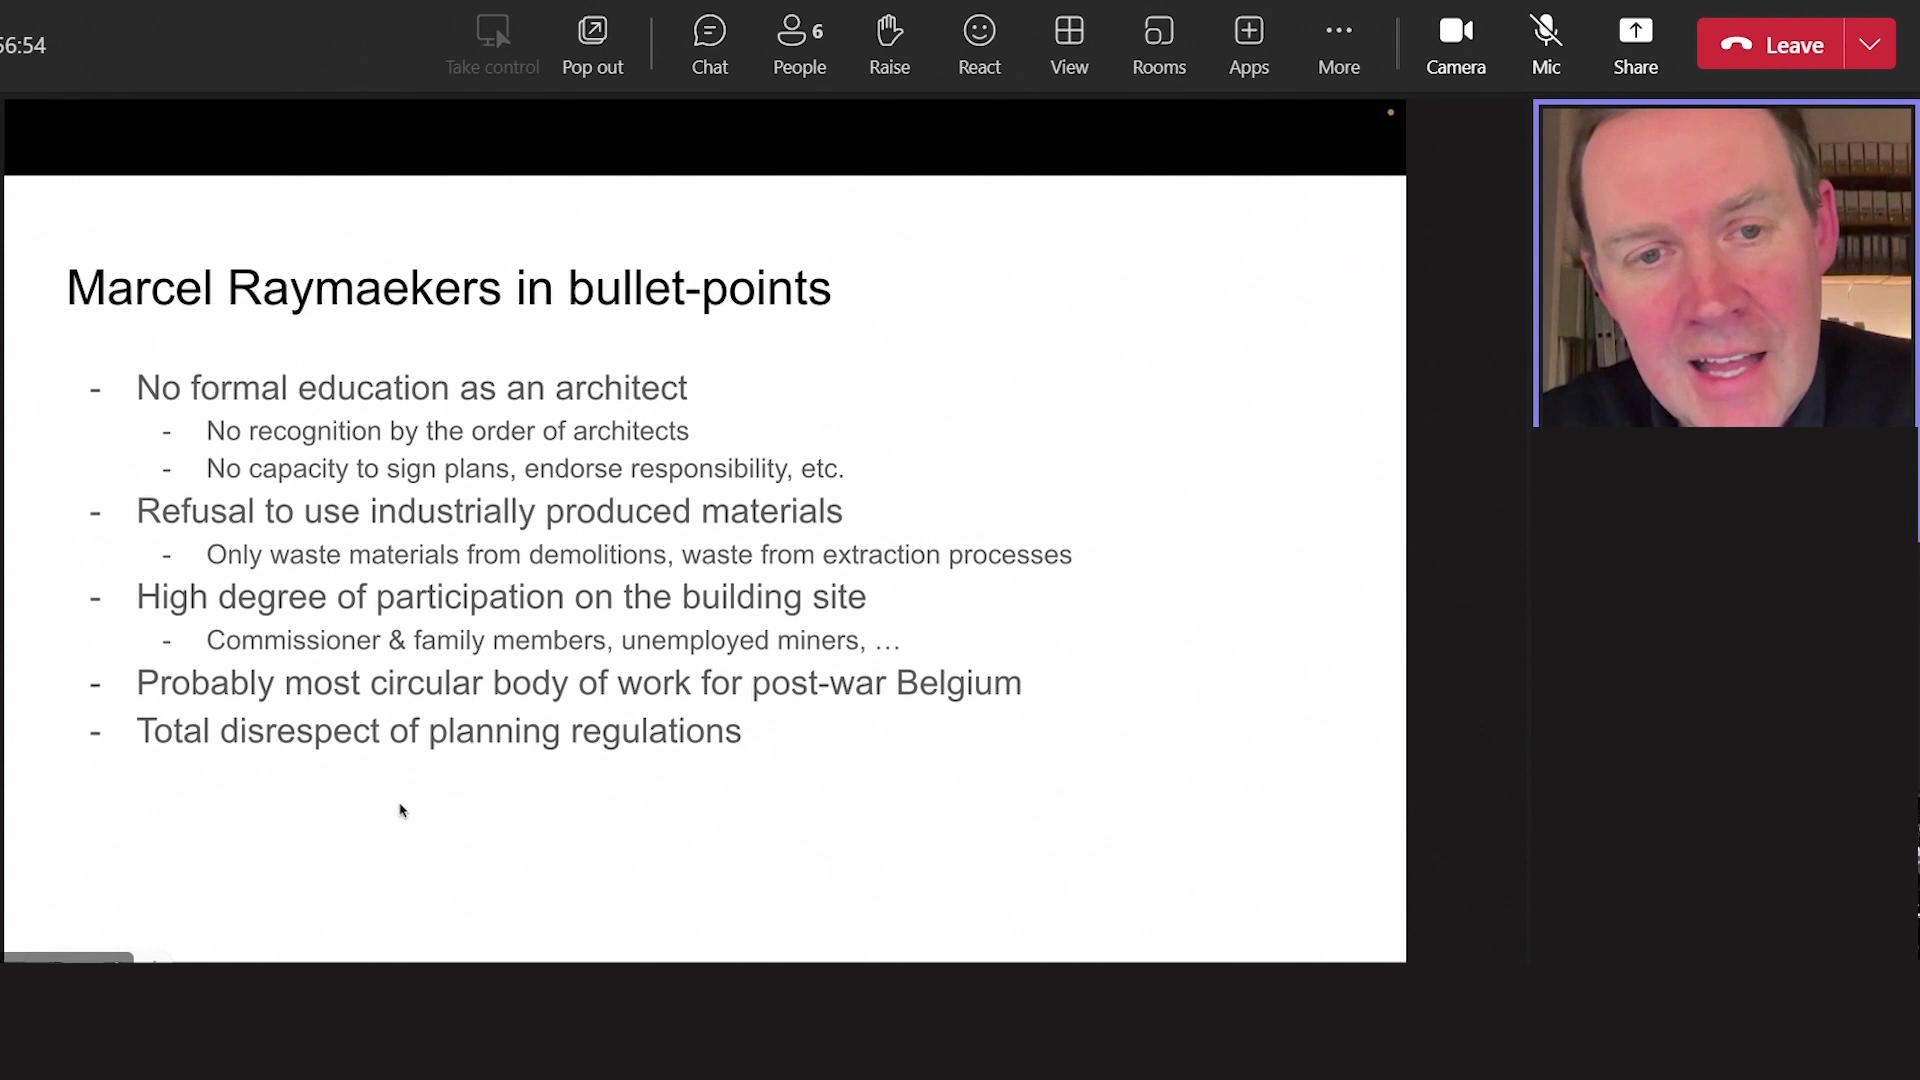 56:54
Take control
Pop out
Chat
People
6
Raise
React
View
Rooms
Apps
More
Camera
Mic
Share
Leave
Marcel Raymaekers in bullet-points
- No formal education as an architect
- No recognition by the order of architects
- No capacity to sign plans, endorse responsibility, etc.
- Refusal to use industrially produced materials
- Only waste materials from demolitions, waste from extraction processes
- High degree of participation on the building site
- Commissioner & family members, unemployed miners, …
- Probably most circular body of work for post-war Belgium
- Total disrespect of planning regulations